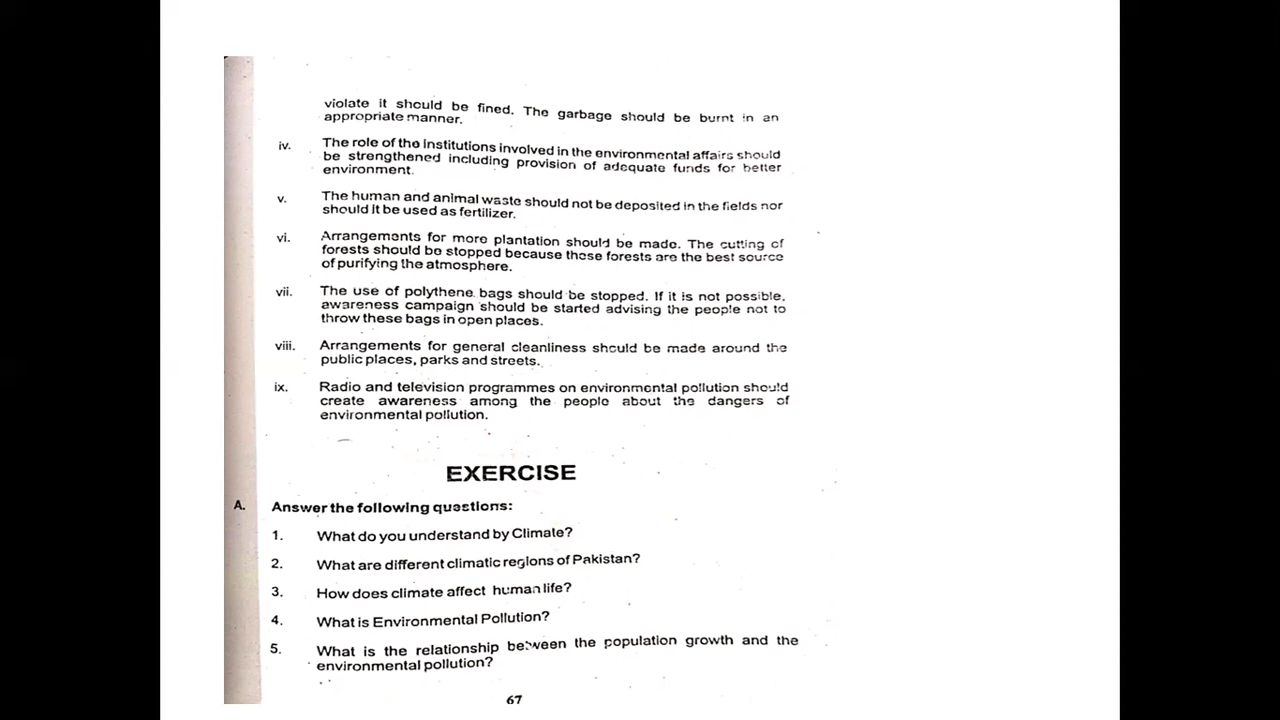 violate it should be fined. The garbage should be burnt in an
appropriate manner.
iv. The role of the institutions involved in the environmental affairs should
be strengthened including provision of adequate funds for better
environment.
v. The human and animal waste should not be deposited in the fields nor
should it be used as fertilizer.
vi. Arrangements for more plantation should be made. The cutting of
forests should be stopped because these forests are the best source
of purifying the atmosphere.
vii. The use of polythene bags should be stopped. If it is not possible,
awareness campaign should be started advising the people not to
throw these bags in open places.
viii. Arrangements for general cleanliness should be made around the
public places, parks and streets.
ix. Radio and television programmes on environmental pollution should
create awareness among the people about the dangers of
environmental pollution.
EXERCISE
A. Answer the following questions:
1. What do you understand by Climate?
2. What are different climatic regions of Pakistan?
3. How does climate affect human life?
4. What is Environmental Pollution?
5. What is the relationship between the population growth and the
environmental pollution?
67